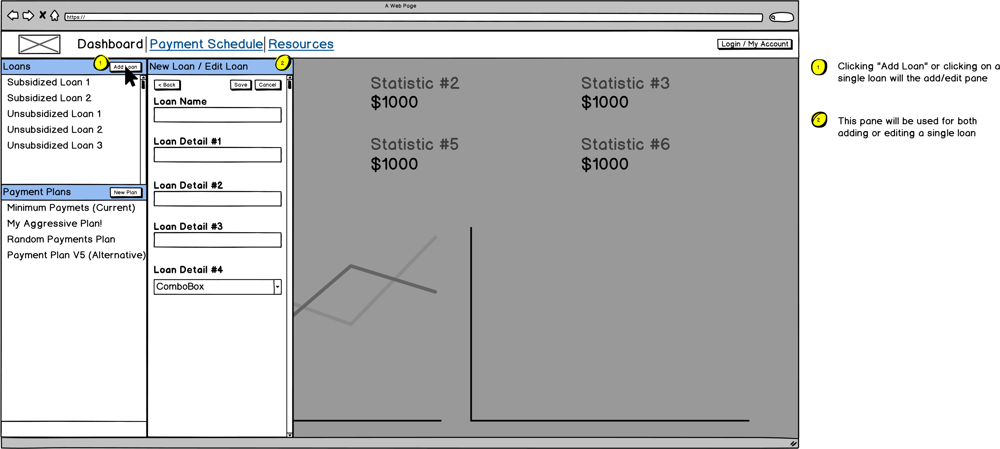 A Web Page
https://
Dashboard Payment Schedule Resources
Login / My Account
Loans
1
Add Loan
Subsidized Loan 1
Subsidized Loan 2
Unsubsidized Loan 1
Unsubsidized Loan 2
Unsubsidized Loan 3
Payment Plans
New Plan
Minimum Paymets (Current)
My Aggressive Plan!
Random Payments Plan
Payment Plan V5 (Alternative)
New Loan / Edit Loan
2
< Back
Save
Cancel
Loan Name
Loan Detail #1
Loan Detail #2
Loan Detail #3
Loan Detail #4
ComboBox
Statistic #2
$1000
Statistic #3
$1000
Statistic #5
$1000
Statistic #6
$1000
1
Clicking "Add Loan" or clicking on a
single loan will the add/edit pane
2
This pane will be used for both
adding or editing a single loan